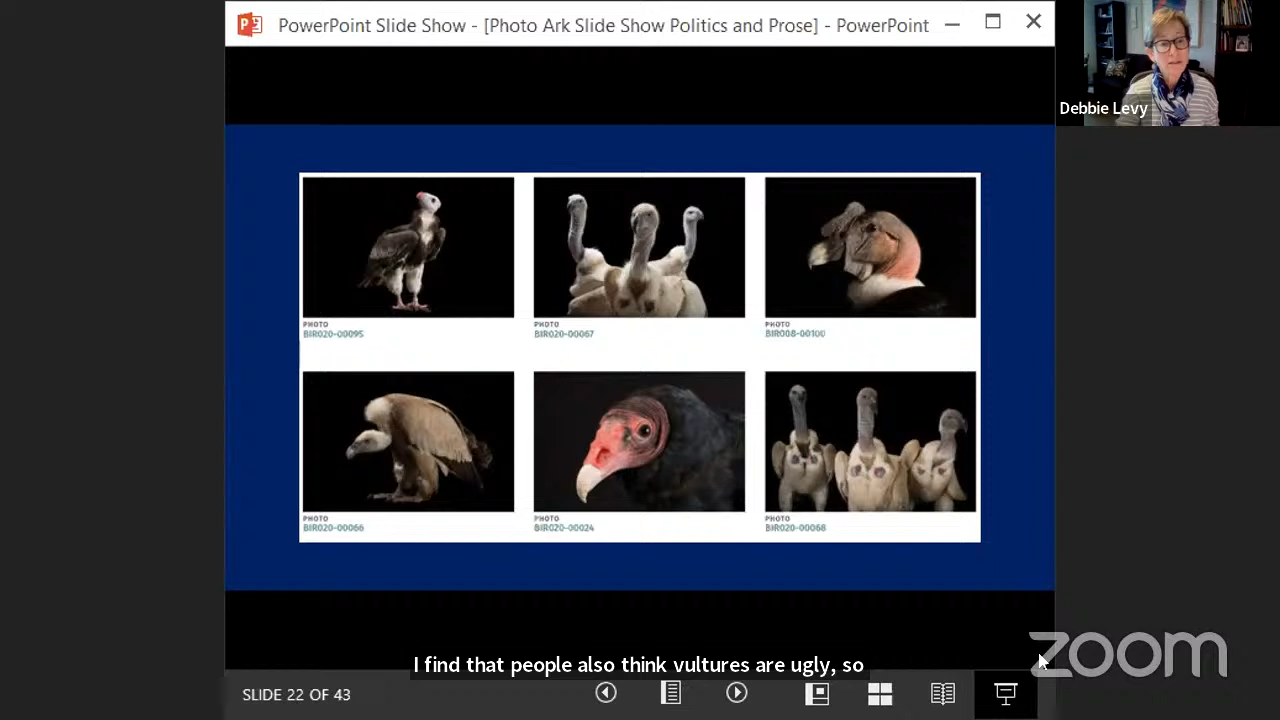 PowerPoint Slide Show - [Photo Ark Slide Show Politics and Prose] - PowerPoint
Debbie Levy
PHOTO
BIR020-00095
PHOTO
BIR020-00067
PHOTO
BIR008-00100
PHOTO
BIR020-00066
PHOTO
BIR020-00024
PHOTO
BIR020-00068
I find that people also think vultures are ugly, so
zoom
SLIDE 22 OF 43